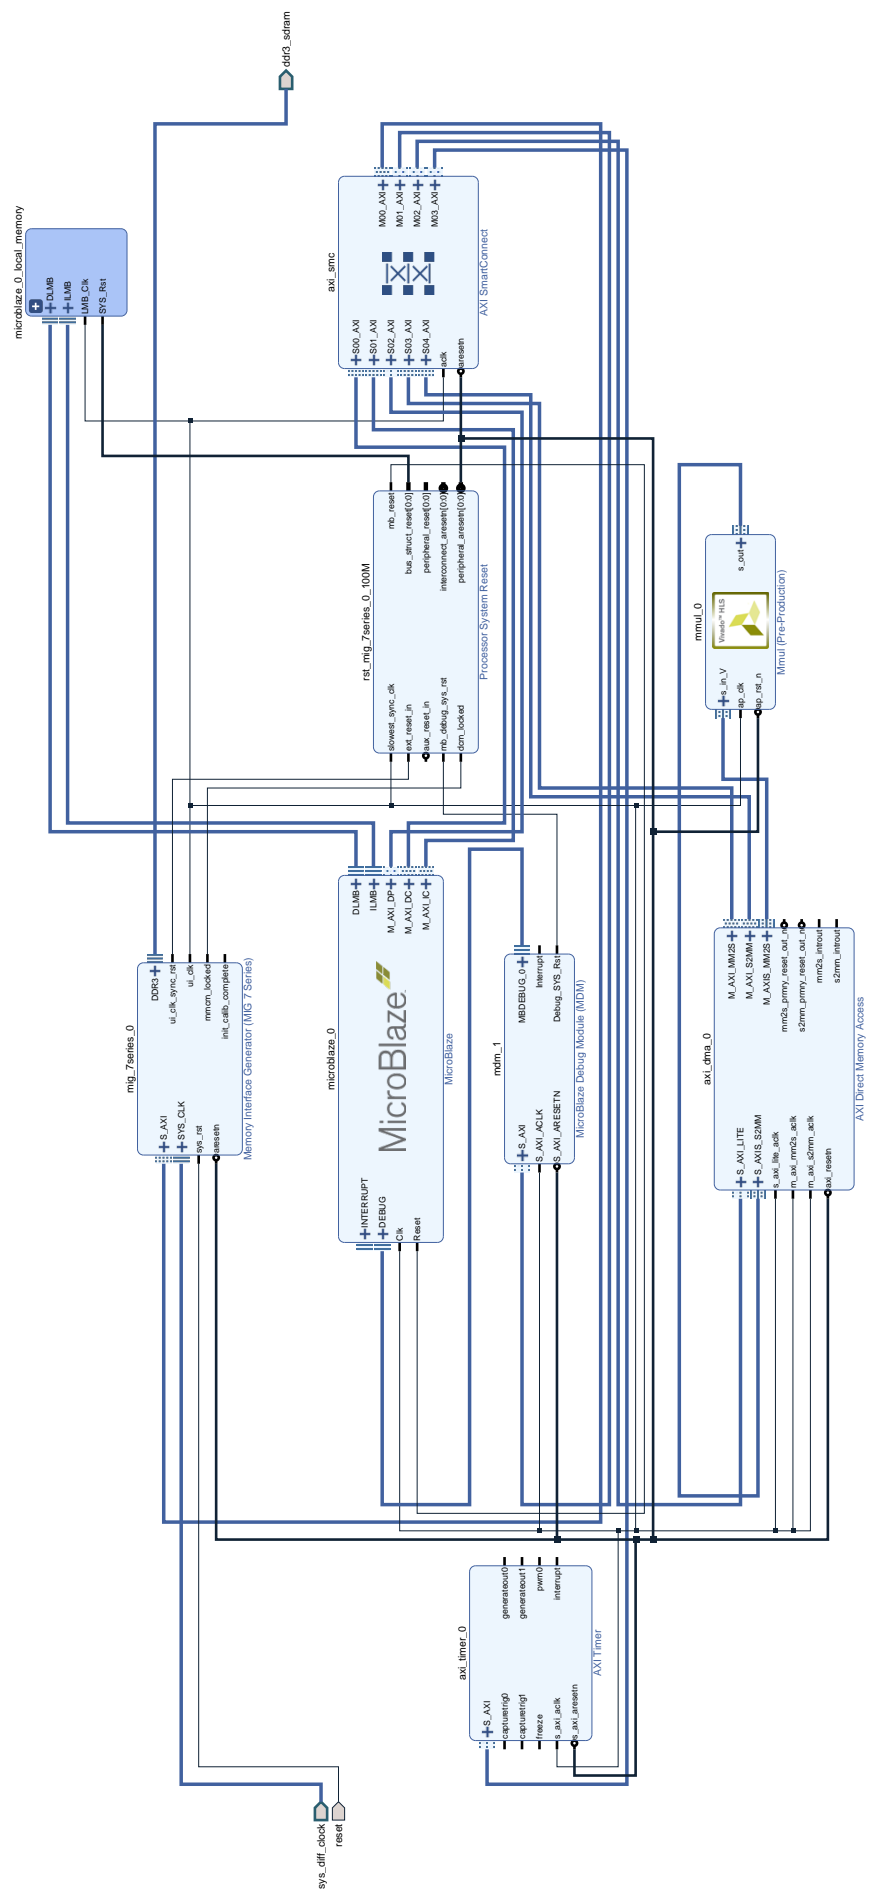 sys_diff_clock
reset
axi_timer_0
S_AXI
capturetrig0
capturetrig1
freeze
s_axi_aclk
s_axi_aresetn
generateout0
generateout1
pwm0
interrupt
AXI Timer
mig_7series_0
S_AXI
SYS_CLK
sys_rst
aresetn
DDR3
ui_clk_sync_rst
ui_clk
mmcm_locked
init_calib_complete
Memory Interface Generator (MIG 7 Series)
microblaze_0
INTERRUPT
DEBUG
Clk
Reset
MicroBlaze
DLMB
ILMB
M_AXI_DP
M_AXI_DC
M_AXI_IC
MicroBlaze
mdm_1
S_AXI
S_AXI_ACLK
S_AXI_ARESETN
MBDEBUG_0
Interrupt
Debug_SYS_Rst
MicroBlaze Debug Module (MDM)
axi_dma_0
S_AXI_LITE
S_AXIS_S2MM
s_axi_lite_aclk
m_axi_mm2s_aclk
m_axi_s2mm_aclk
axi_resetn
M_AXI_MM2S
M_AXI_S2MM
M_AXIS_MM2S
mm2s_prmry_reset_out_n
s2mm_prmry_reset_out_n
mm2s_introut
s2mm_introut
AXI Direct Memory Access
rst_mig_7series_0_100M
slowest_sync_clk
ext_reset_in
aux_reset_in
mb_debug_sys_rst
dcm_locked
mb_reset
bus_struct_reset[0:0]
peripheral_reset[0:0]
interconnect_aresetn[0:0]
peripheral_aresetn[0:0]
Processor System Reset
mmul_0
s_in_V
ap_clk
ap_rst_n
Vivado™ HLS
s_out
Mmul (Pre-Production)
microblaze_0_local_memory
DLMB
ILMB
LMB_Clk
SYS_Rst
axi_smc
S00_AXI
S01_AXI
S02_AXI
S03_AXI
S04_AXI
aclk
aresetn
M00_AXI
M01_AXI
M02_AXI
M03_AXI
AXI SmartConnect
ddr3_sdram